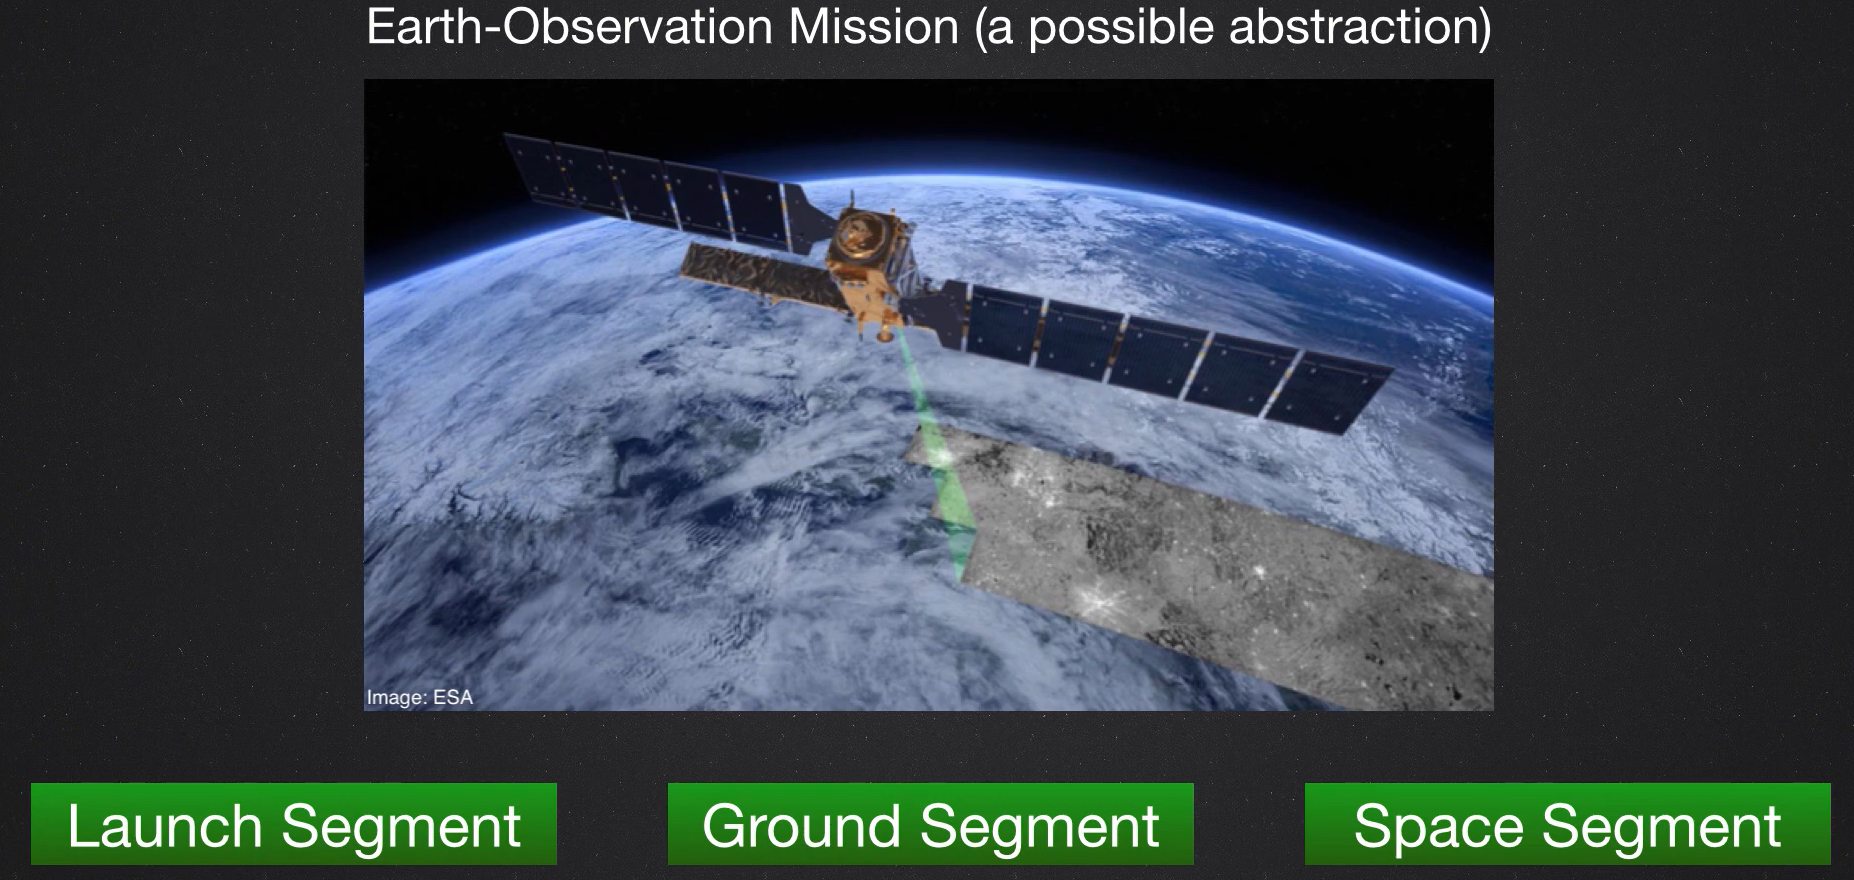 Earth-Observation Mission (a possible abstraction)
Image: ESA
Launch Segment
Ground Segment
Space Segment